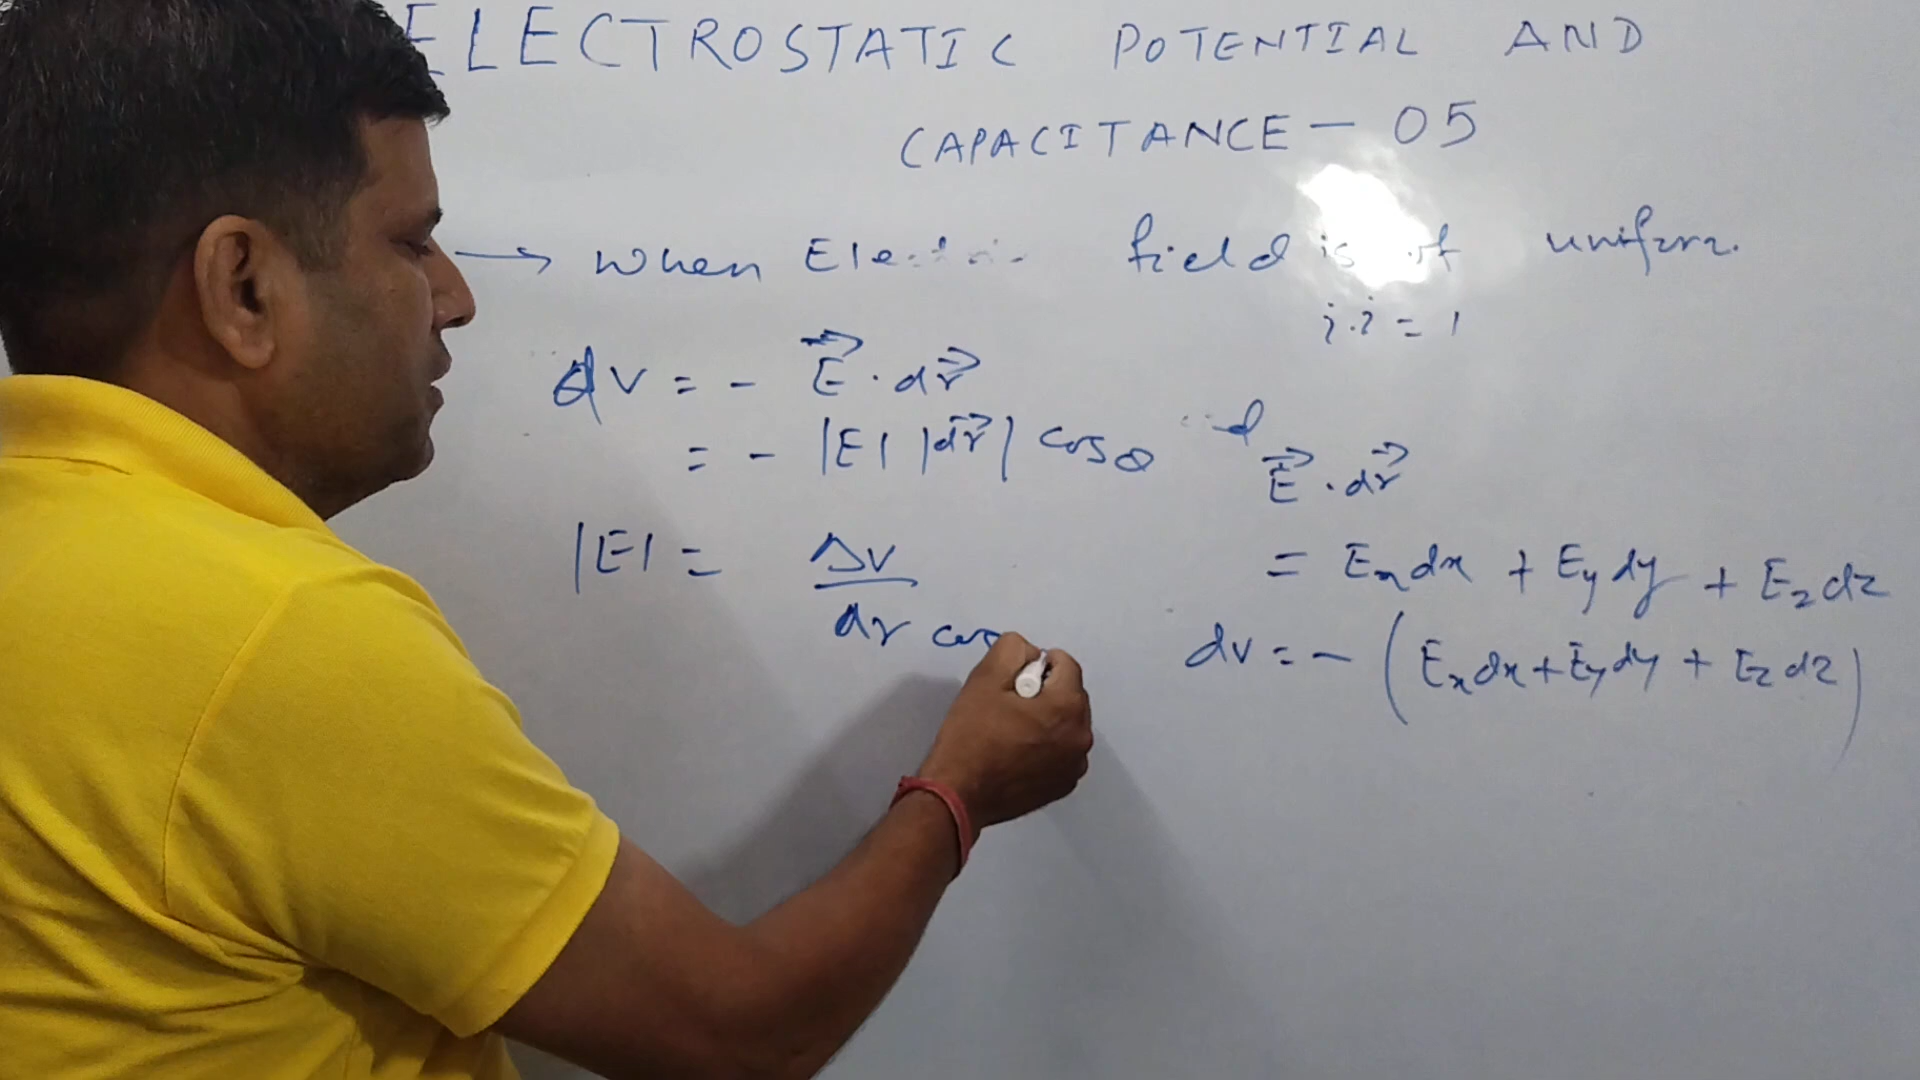 ELECTROSTATIC POTENTIAL AND
CAPACITANCE - 05
→ When field is uniform.
i.i = 1
dV = - E⃗ . dr⃗
= - |E| |dr⃗| cosθ
|E| = ΔV / dr cos
E⃗ . dr⃗
= Exdx + Eydy + Ezdz
dv = - (Exdx + Eydy + Ezdz)